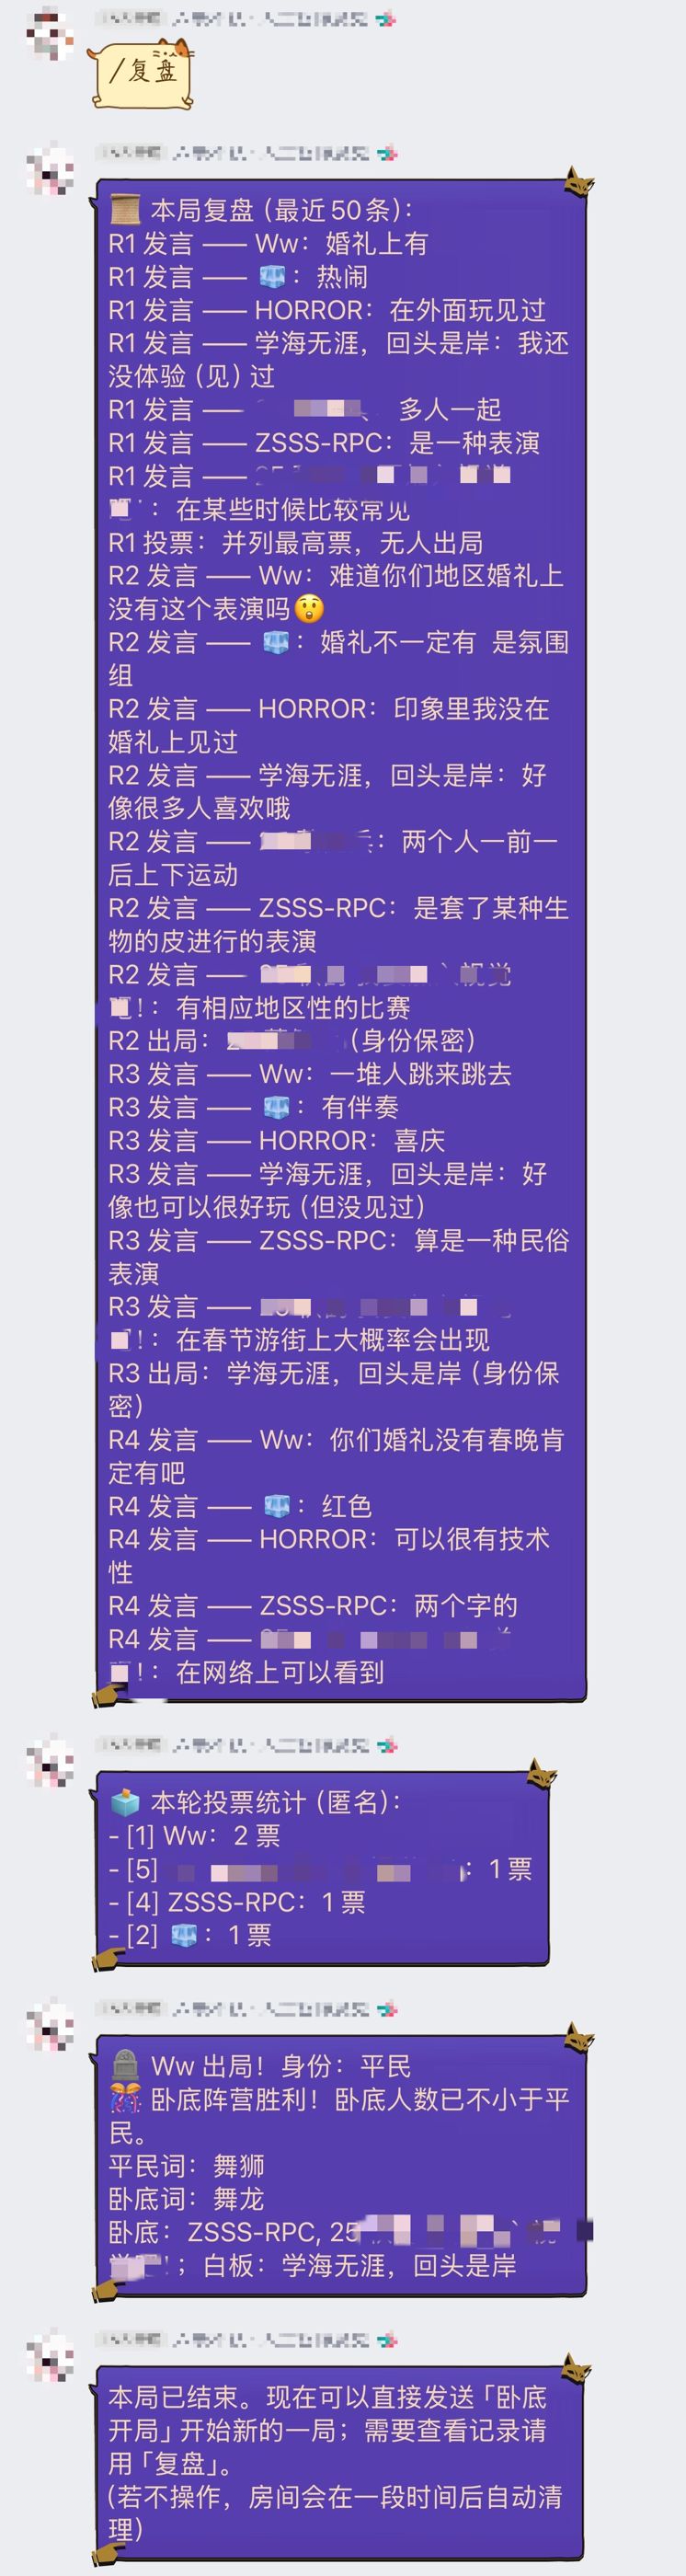 /复盘
本局复盘（最近50条）：
R1 发言 —— Ww：婚礼上有
R1 发言 —— ：热闹
R1 发言 —— HORROR：在外面玩见过
R1 发言 —— 学海无涯，回头是岸：我还
没体验（见）过
R1 发言 —— 多人一起
R1 发言 —— ZSSS-RPC：是一种表演
R1 发言 ——
：在某些时候比较常见
R1 投票：并列最高票，无人出局
R2 发言 —— Ww：难道你们地区婚礼上
没有这个表演吗😲
R2 发言 —— 🧊：婚礼不一定有 是氛围
组
R2 发言 —— HORROR：印象里我没在
婚礼上见过
R2 发言 —— 学海无涯，回头是岸：好
像很多人喜欢哦
R2 发言 —— ：两个人一前一
后上下运动
R2 发言 —— ZSSS-RPC：是套了某种生
物的皮进行的表演
R2 发言 —— 视觉
！：有相应地区性的比赛
R2 出局：（身份保密）
R3 发言 —— Ww：一堆人跳来跳去
R3 发言 —— 🧊：有伴奏
R3 发言 —— HORROR：喜庆
R3 发言 —— 学海无涯，回头是岸：好
像也可以很好玩（但没见过）
R3 发言 —— ZSSS-RPC：算是一种民俗
表演
R3 发言 ——
！：在春节游街上大概率会出现
R3 出局：学海无涯，回头是岸（身份保
密）
R4 发言 —— Ww：你们婚礼没有春晚肯
定有吧
R4 发言 —— 🧊：红色
R4 发言 —— HORROR：可以很有技术
性
R4 发言 —— ZSSS-RPC：两个字的
R4 发言 ——
！：在网络上可以看到
本轮投票统计（匿名）：
- [1] Ww：2 票
- [5] ：1 票
- [4] ZSSS-RPC：1 票
- [2] 🧊：1 票
Ww 出局！身份：平民
卧底阵营胜利！卧底人数已不小于平
民。
平民词：舞狮
卧底词：舞龙
卧底：ZSSS-RPC, 25
；白板：学海无涯，回头是岸
本局已结束。现在可以直接发送「卧底
开局」开始新的一局；需要查看记录请
用「复盘」。
（若不操作，房间会在一段时间后自动清
理）